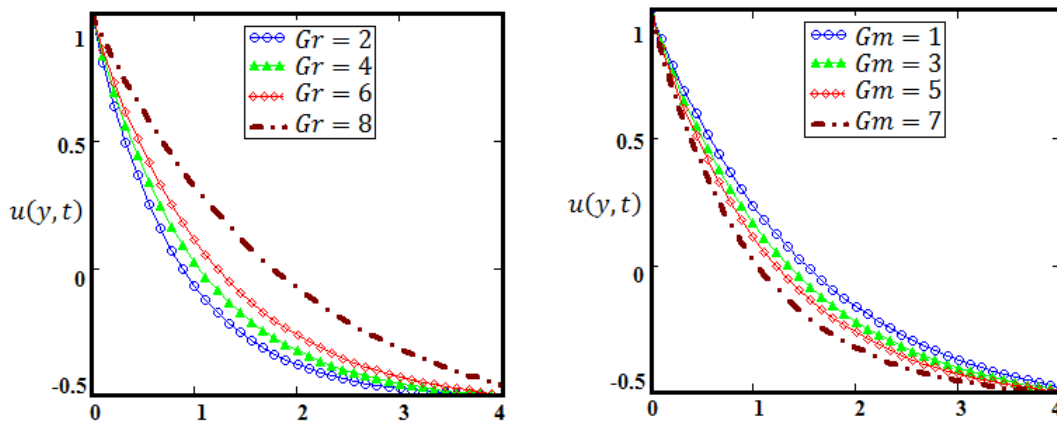 1
Gr = 2
Gr = 4
Gr = 6
Gr = 8
0.5
u(y,t)
0
-0.5
0 1 2 3 4
1
Gm = 1
Gm = 3
Gm = 5
Gm = 7
0.5
u(y,t)
0
-0.5
0 1 2 3 4